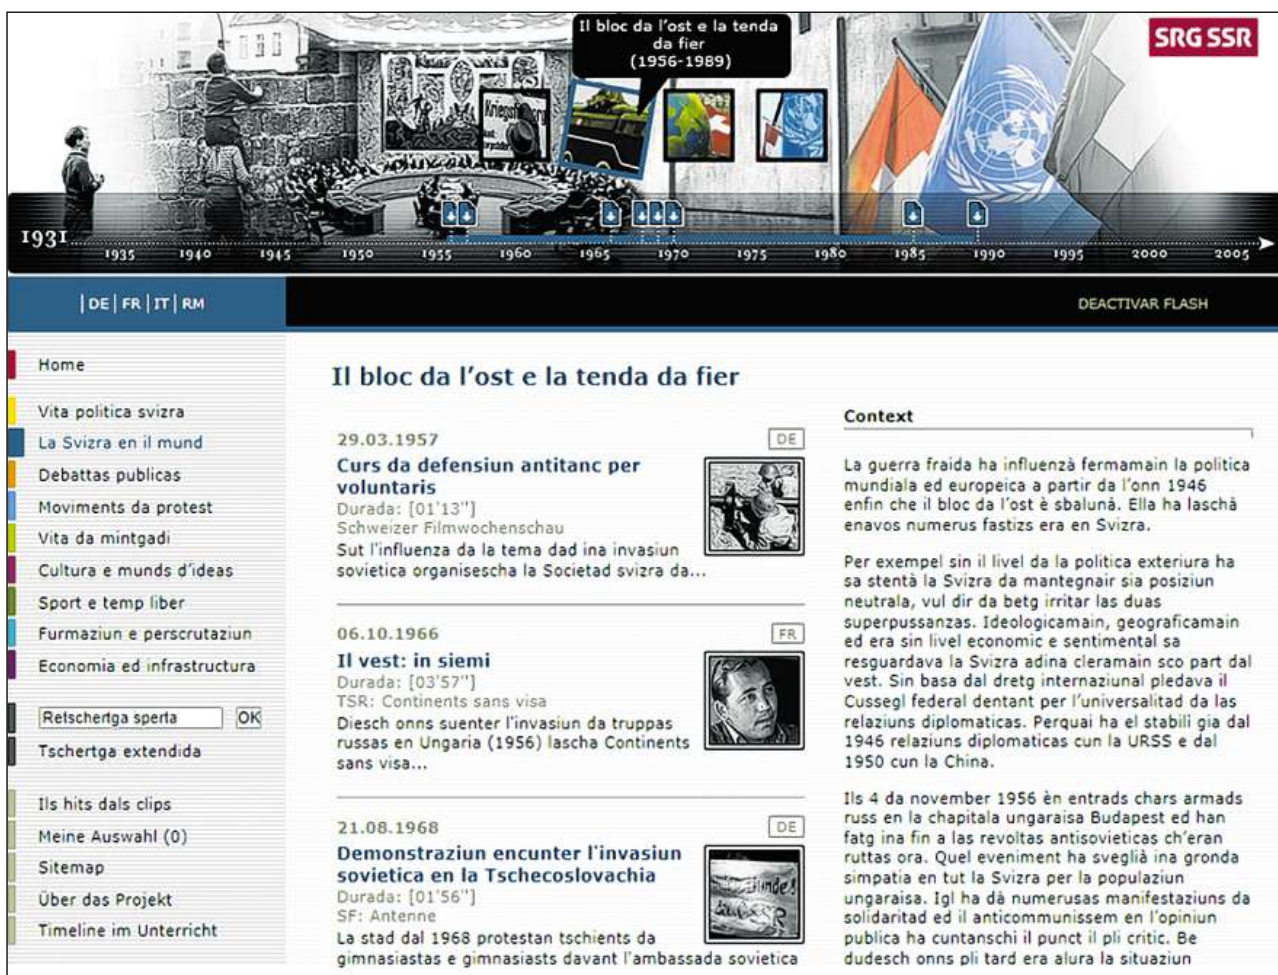 Il bloc da l'ost e la tenda
da fier
(1956-1989)
SRG SSR
1931
1935 1940 1945 1950 1955 1960 1965 1970 1975 1980 1985 1990 1995 2000 2005
|DE|FR|IT|RM
DEACTIVAR FLASH
Home
Vita politica svizra
La Svizra en il mund
Debattas publicas
Moviments da protest
Vita da mintgadi
Cultura e munds d'ideas
Sport e temp liber
Furmaziun e perscrutaziun
Economia ed infrastructura
Retschertga sperta OK
Tschertga extendida
Ils hits dals clips
Meine Auswahl (0)
Sitemap
Über das Projekt
Timeline im Unterricht
Il bloc da l'ost e la tenda da fier
29.03.1957 DE
Curs da defensiun antitanc per
voluntaris
Durada: [01'13"]
Schweizer Filmwochenschau
Sut l'influenza da la tema dad ina invasiun
sovietica organisescha la Societad svizra da...
06.10.1966 FR
Il vest: in siemi
Durada: [03'57"]
TSR: Continents sans visa
Diesch onns suenter l'invasiun da truppas
russas en Ungaria (1956) lascha Continents
sans visa...
21.08.1968 DE
Demonstraziun encunter l'invasiun
sovietica en la Tschecoslovachia
Durada: [01'56"]
SF: Antenne
La stad dal 1968 protestan tschients da
gimnasiastas e gimnasiasts davant l'ambassada sovietica
Context
La guerra fraida ha influenzà fermamain la politica
mundiala ed europeica a partir da l'onn 1946
enfin che il bloc da l'ost è sbalunà. Ella ha laschà
enavos numerus fastizs era en Svizra.
Per exempel sin il livel da la politica exteriura ha
sa stentà la Svizra da mantegnair sia posiziun
neutrala, vul dir da betg irritar las duas
superpussanzas. Ideologicamain, geograficamain
ed era sin livel economic e sentimental sa
resguardava la Svizra adina cleramain sco part dal
vest. Sin basa dal dretg internaziunal pledava il
Cussegl federal dentant per l'universalitad da las
relaziuns diplomaticas. Perquai ha el stabilì gia dal
1946 relaziuns diplomaticas cun la URSS e dal
1950 cun la China.
Ils 4 da november 1956 èn entrads chars armads
russ en la chapitala ungaraisa Budapest ed han
fatg ina fin a las revoltas antisovieticas ch'eran
ruttas ora. Quel eveniment ha sveglià ina gronda
simpatia en tut la Svizra per la populaziun
ungaraisa. Igl ha dà numerusas manifestaziuns da
solidaritad ed il anticommunissem en l'opiniun
publica ha cuntanschì il punct il pli critic. Be
dudesch onns pli tard era alura la situaziun